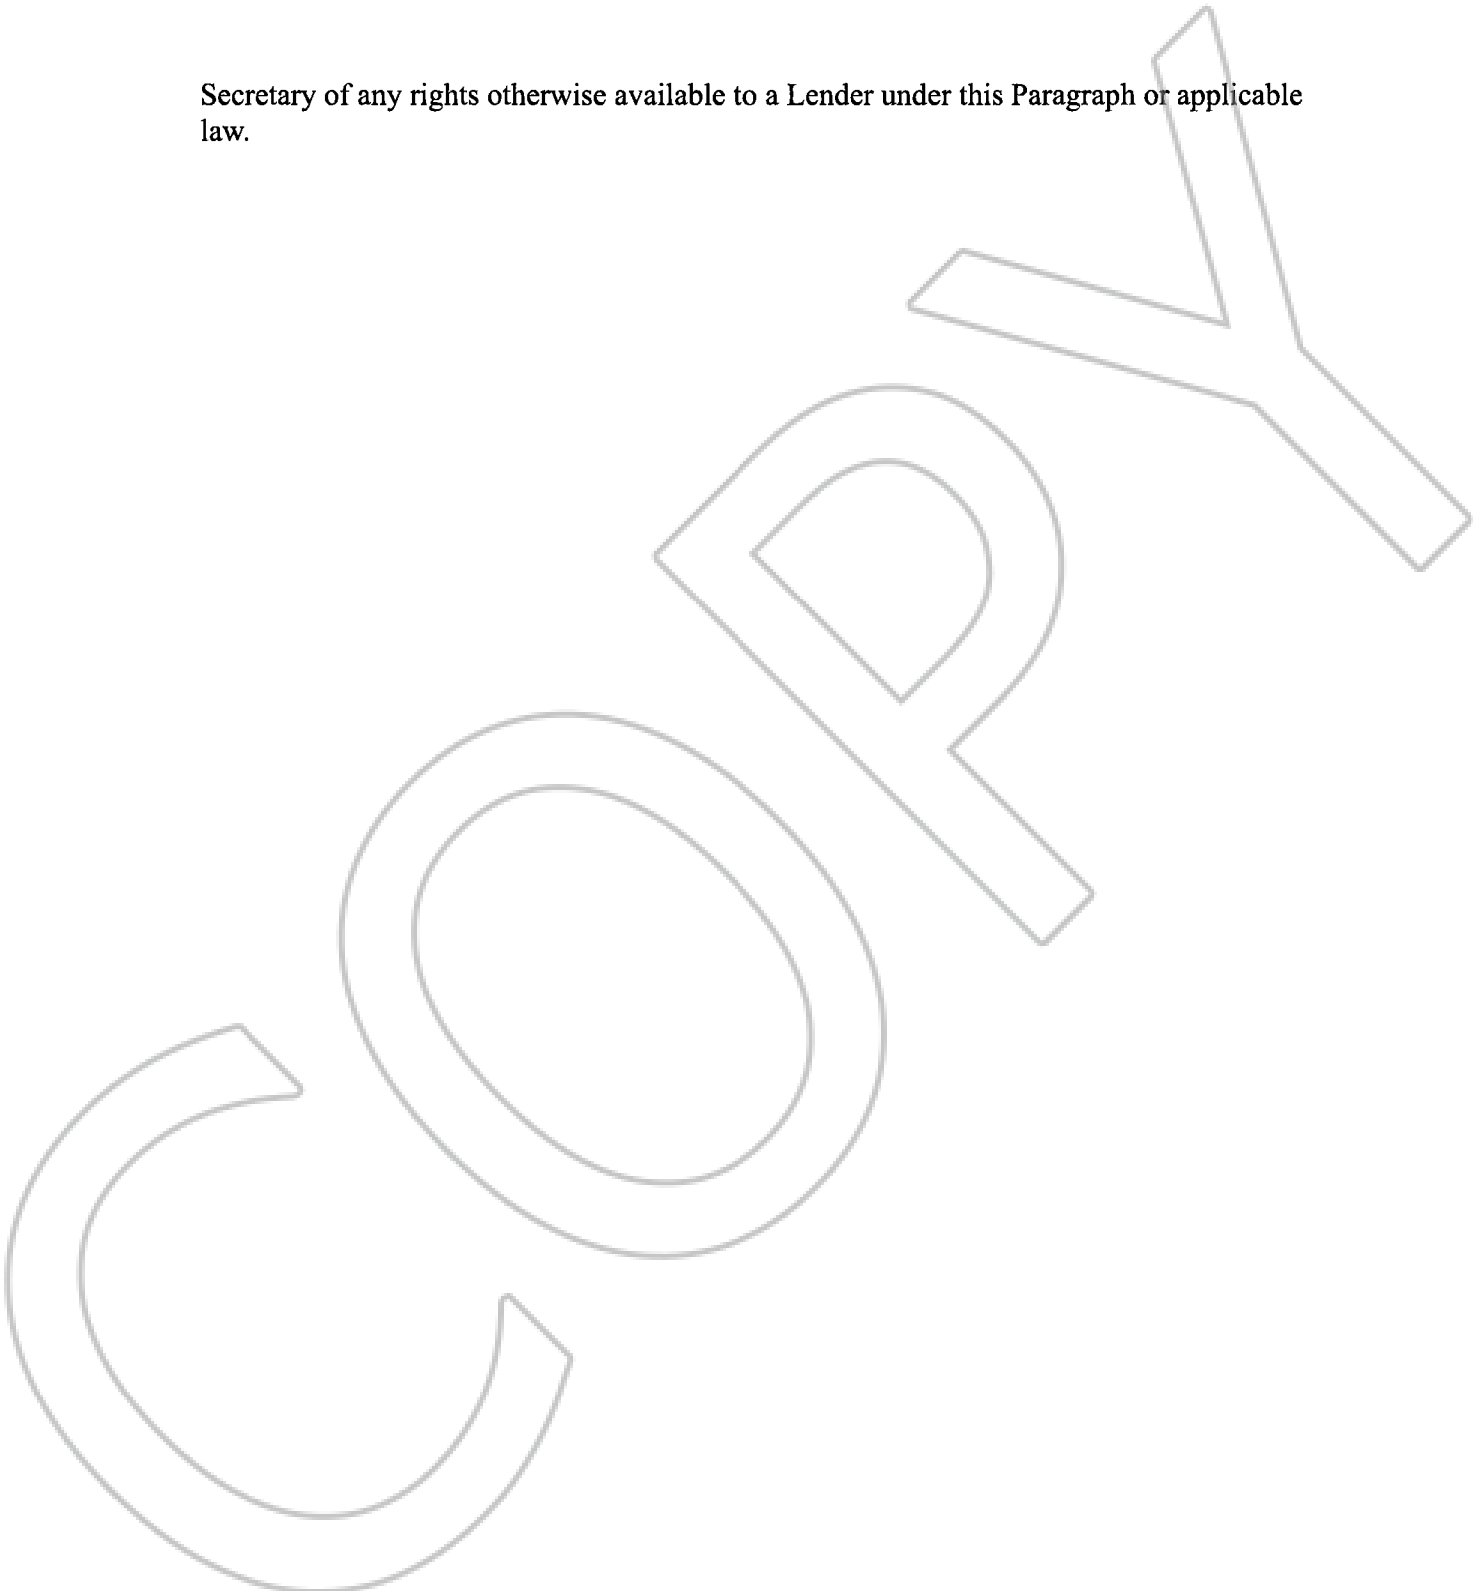 Secretary of any rights otherwise available to a Lender under this Paragraph or applicable
law.
COPY